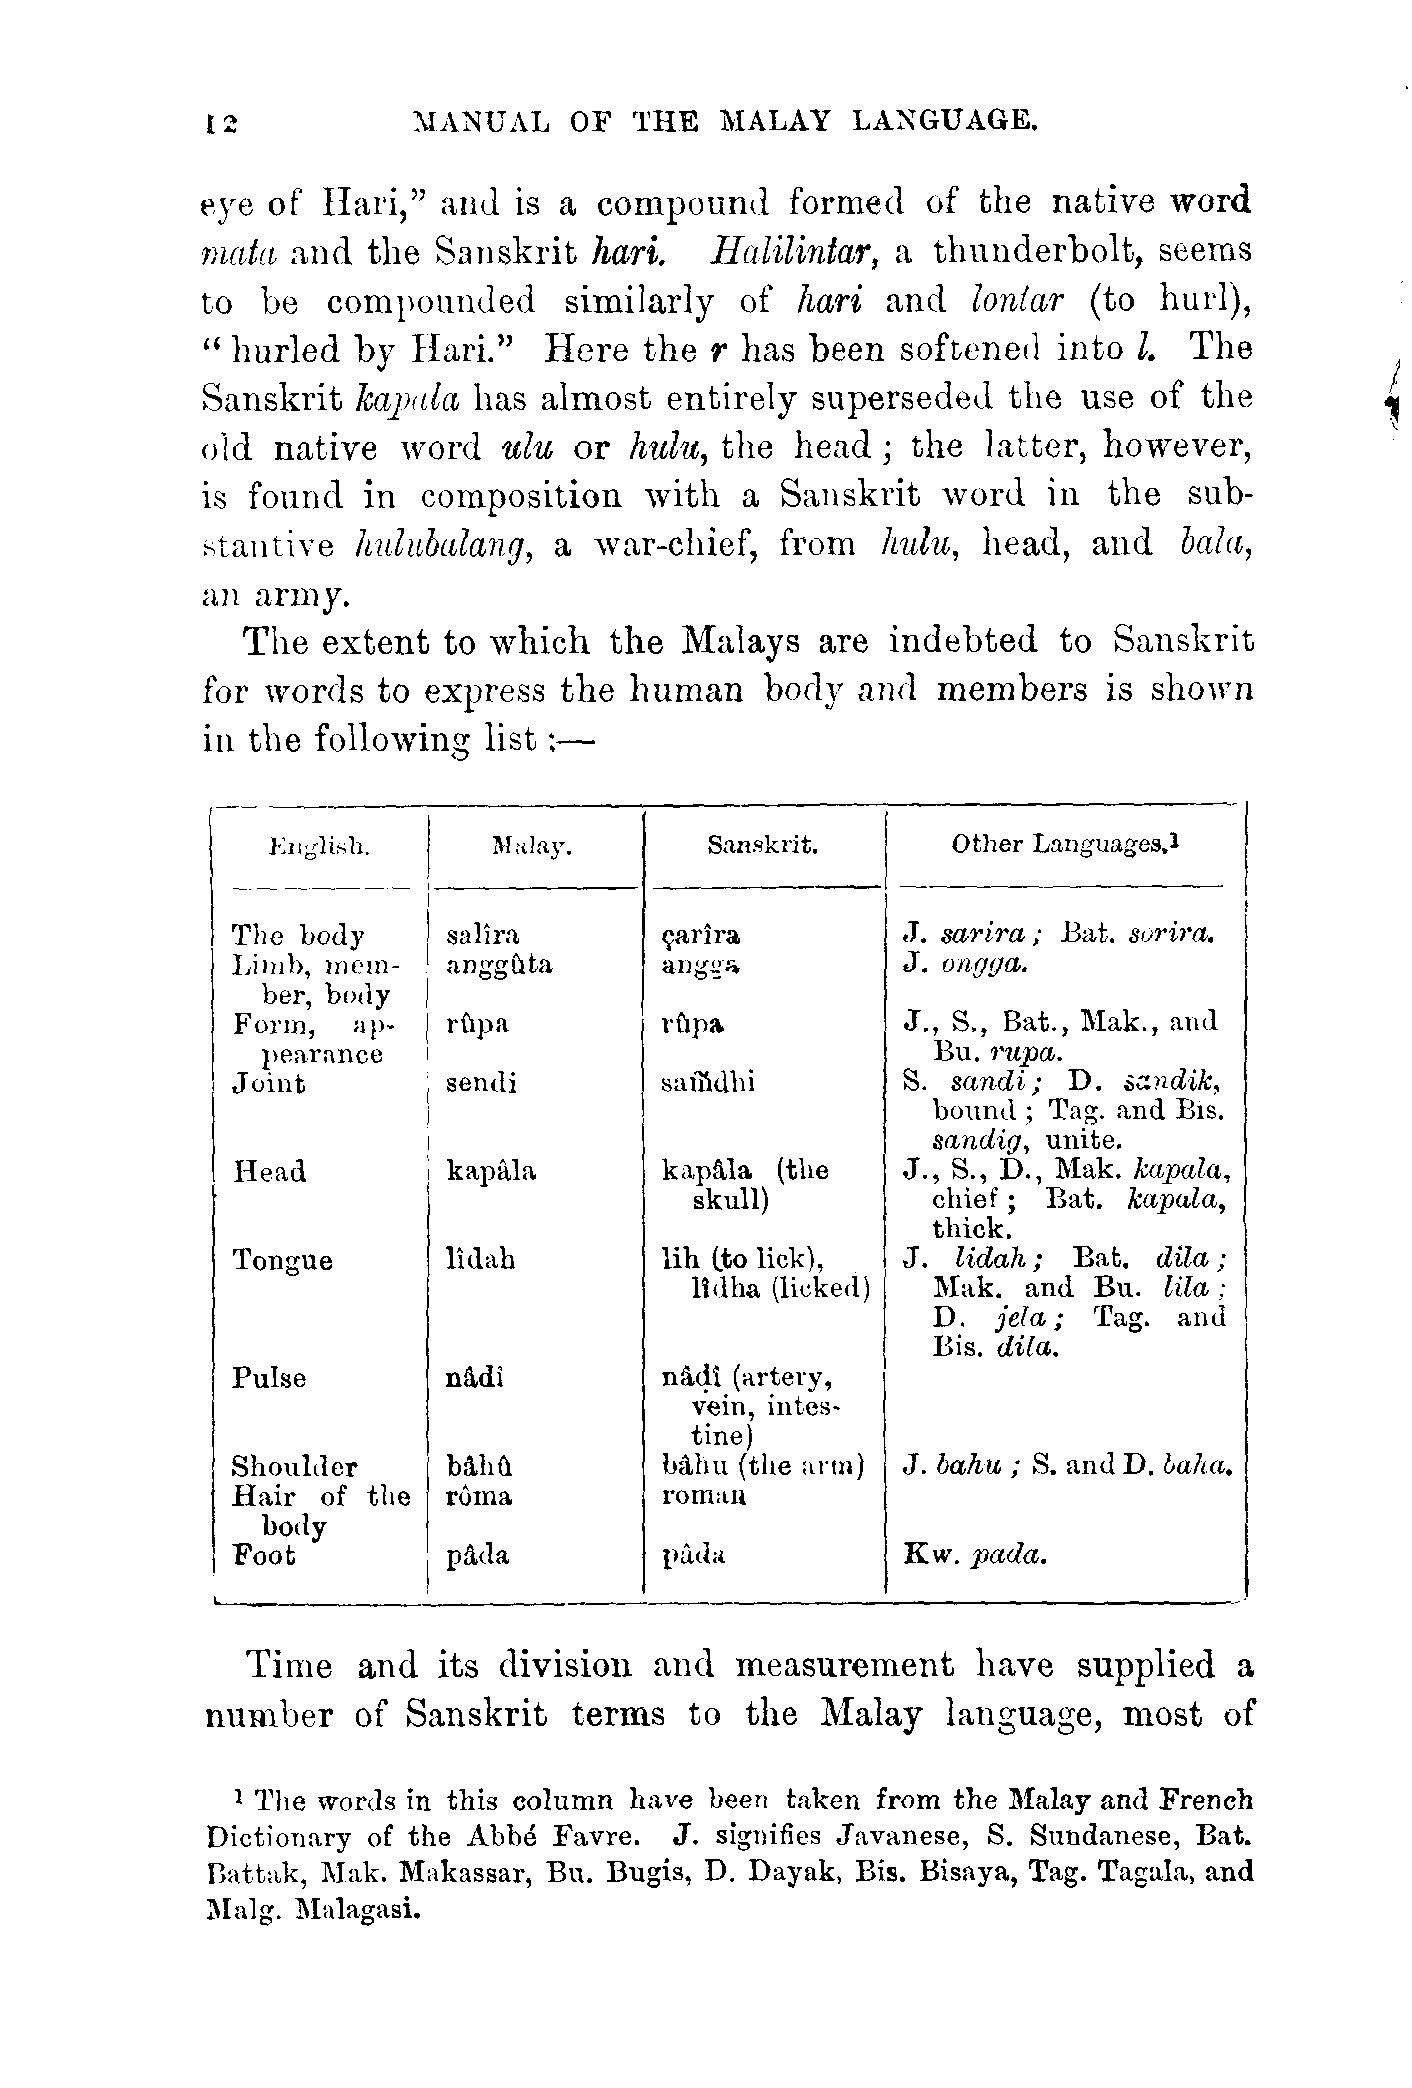 12 MANUAL OF THE MALAY LANGUAGE.
eye of Hari,” and is a compound formed of the native word
mata and the Sanskrit hari. Halilintar, a thunderbolt, seems
to be compounded similarly of hari and lontar (to hurl),
“hurled by Hari.” Here the r has been softened into l. The
Sanskrit kapala has almost entirely superseded the use of the
old native word ulu or hulu, the head; the latter, however,
is found in composition with a Sanskrit word in the sub-
stantive hulubalang, a war-chief, from hulu, head, and bala,
an army.
The extent to which the Malays are indebted to Sanskrit
for words to express the human body and members is shown
in the following list:—
English. Malay. Sanskrit. Other Languages.¹
The body salîra çarîra J. sarira; Bat. sorira.
Limb, mem- anggûta angga J. ongga.
ber, body
Form, ap- rûpa rûpa J., S., Bat., Mak., and
pearance Bu. rupa.
Joint sendi sam̃dhi S. sandi; D. sandik,
bound; Tag. and Bis.
sandig, unite.
Head kapâla kapâla (the J., S., D., Mak. kapala,
skull) chief; Bat. kapala,
thick.
Tongue lîdah lih (to lick), J. lidah; Bat. dila;
lîdha (licked) Mak. and Bu. lila;
D. jela; Tag. and
Bis. dila.
Pulse nâdî nâḍî (artery,
vein, intes-
tine)
Shoulder bâhû bâhu (the arm) J. bahu; S. and D. baha.
Hair of the rôma roman
body
Foot pâda pâda Kw. pada.
Time and its division and measurement have supplied a
number of Sanskrit terms to the Malay language, most of
¹ The words in this column have been taken from the Malay and French
Dictionary of the Abbé Favre. J. signifies Javanese, S. Sundanese, Bat.
Battak, Mak. Makassar, Bu. Bugis, D. Dayak, Bis. Bisaya, Tag. Tagala, and
Malg. Malagasi.